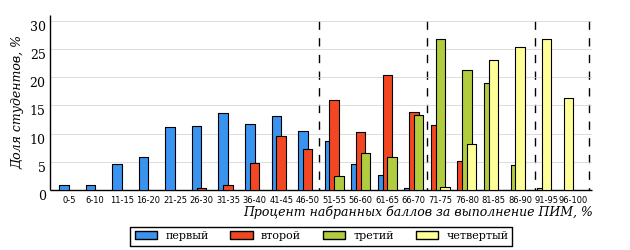 Доля студентов, %
30
25
20
15
10
5
0
0-5 6-10 11-15 16-20 21-25 26-30 31-35 36-40 41-45 46-50 51-55 56-60 61-65 66-70 71-75 76-80 81-85 86-90 91-95 96-100
Процент набранных баллов за выполнение ПИМ, %
первый второй третий четвертый